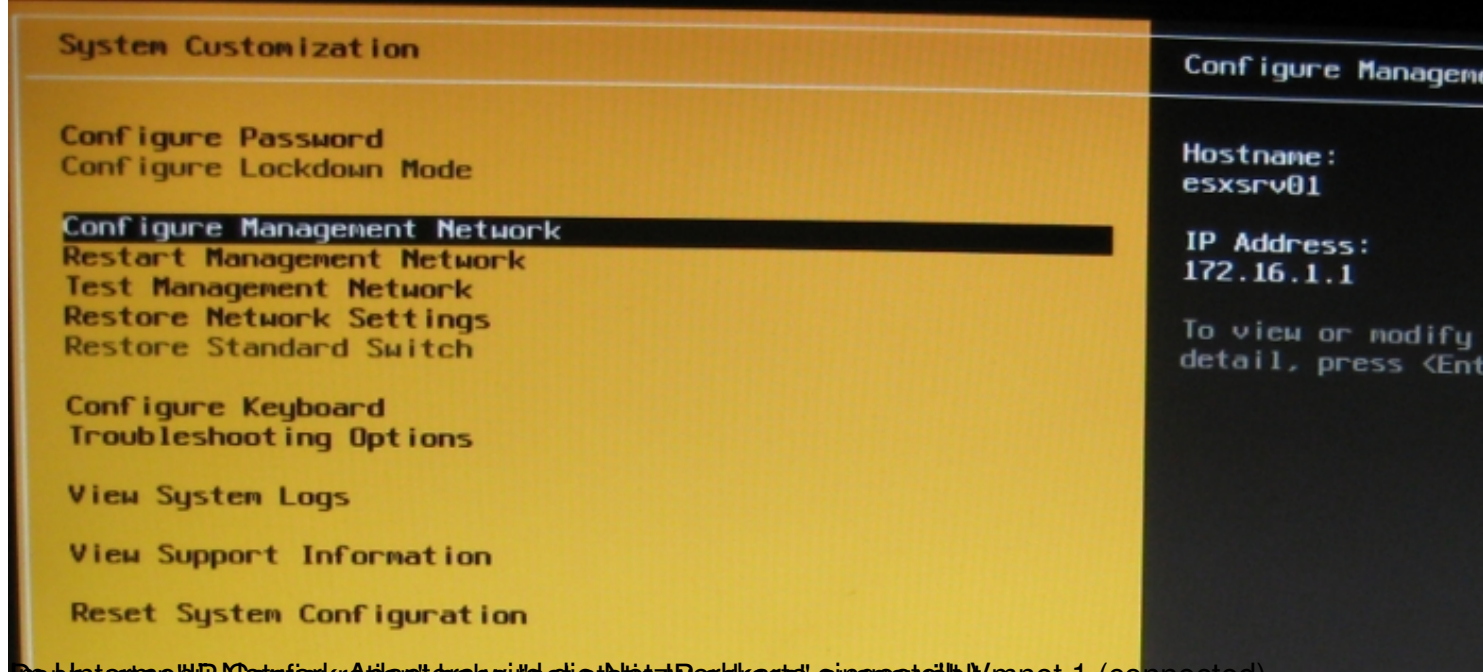 System Customization
Configure Password
Configure Lockdown Mode
Configure Management Network
Restart Management Network
Test Management Network
Restore Network Settings
Restore Standard Switch
Configure Keyboard
Troubleshooting Options
View System Logs
View Support Information
Reset System Configuration
Configure Manageme
Hostname:
esxsrv01
IP Address:
172.16.1.1
To view or modify
detail, press <Ent
1 (connected)